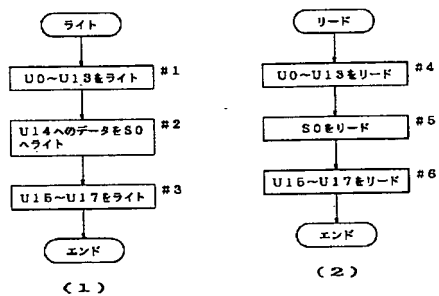 ライト
U0〜U13をライト
#1
U14へのデータをS0
へライト
#2
U15〜U17をライト
#3
エンド
(1)
リード
U0〜U13をリード
#4
S0をリード
#5
U15〜U17をリード
#6
エンド
(2)